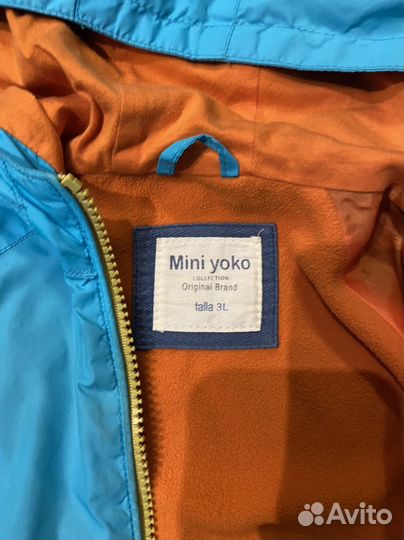 Mini yoko
COLLECTION
Original Brand
talla 3L
Avito